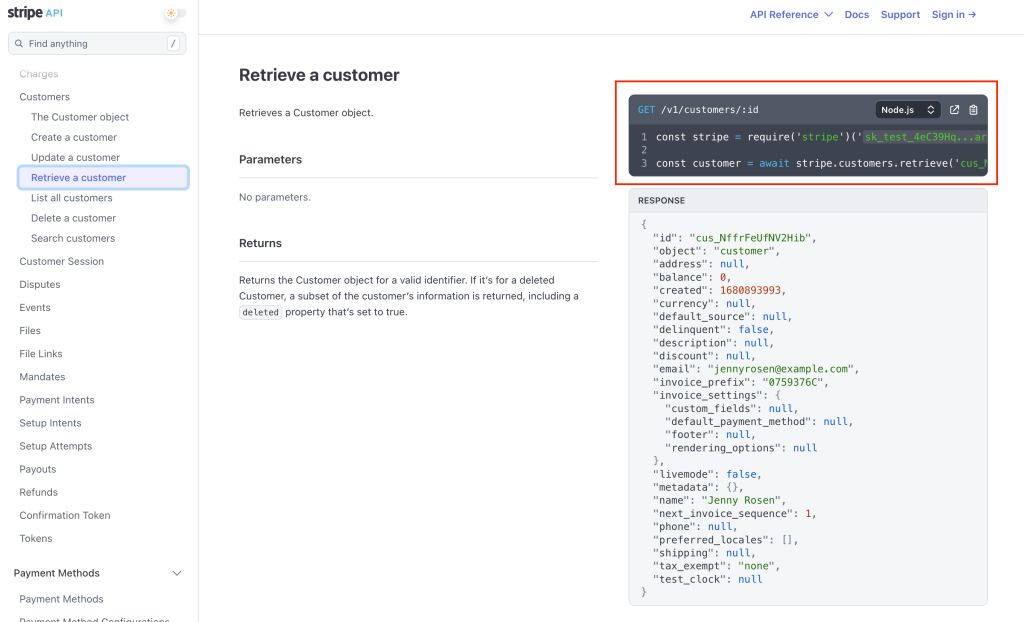 stripe API
Find anything /
Charges
Customers
The Customer object
Create a customer
Update a customer
Retrieve a customer
List all customers
Delete a customer
Search customers
Customer Session
Disputes
Events
Files
File Links
Mandates
Payment Intents
Setup Intents
Setup Attempts
Payouts
Refunds
Confirmation Token
Tokens
Payment Methods
Payment Methods
Payment Method Configurations
API Reference Docs Support Sign in →
Retrieve a customer
Retrieves a Customer object.
Parameters
No parameters.
Returns
Returns the Customer object for a valid identifier. If it's for a deleted
Customer, a subset of the customer's information is returned, including a
deleted property that's set to true.
GET /v1/customers/:id Node.js
1 const stripe = require('stripe')('sk_test_4eC39Hq...ar
2
3 const customer = await stripe.customers.retrieve('cus_N
RESPONSE
{
"id": "cus_NffrFeUfNV2Hib",
"object": "customer",
"address": null,
"balance": 0,
"created": 1680893993,
"currency": null,
"default_source": null,
"delinquent": false,
"description": null,
"discount": null,
"email": "jennyrosen@example.com",
"invoice_prefix": "0759376C",
"invoice_settings": {
"custom_fields": null,
"default_payment_method": null,
"footer": null,
"rendering_options": null
},
"livemode": false,
"metadata": {},
"name": "Jenny Rosen",
"next_invoice_sequence": 1,
"phone": null,
"preferred_locales": [],
"shipping": null,
"tax_exempt": "none",
"test_clock": null
}